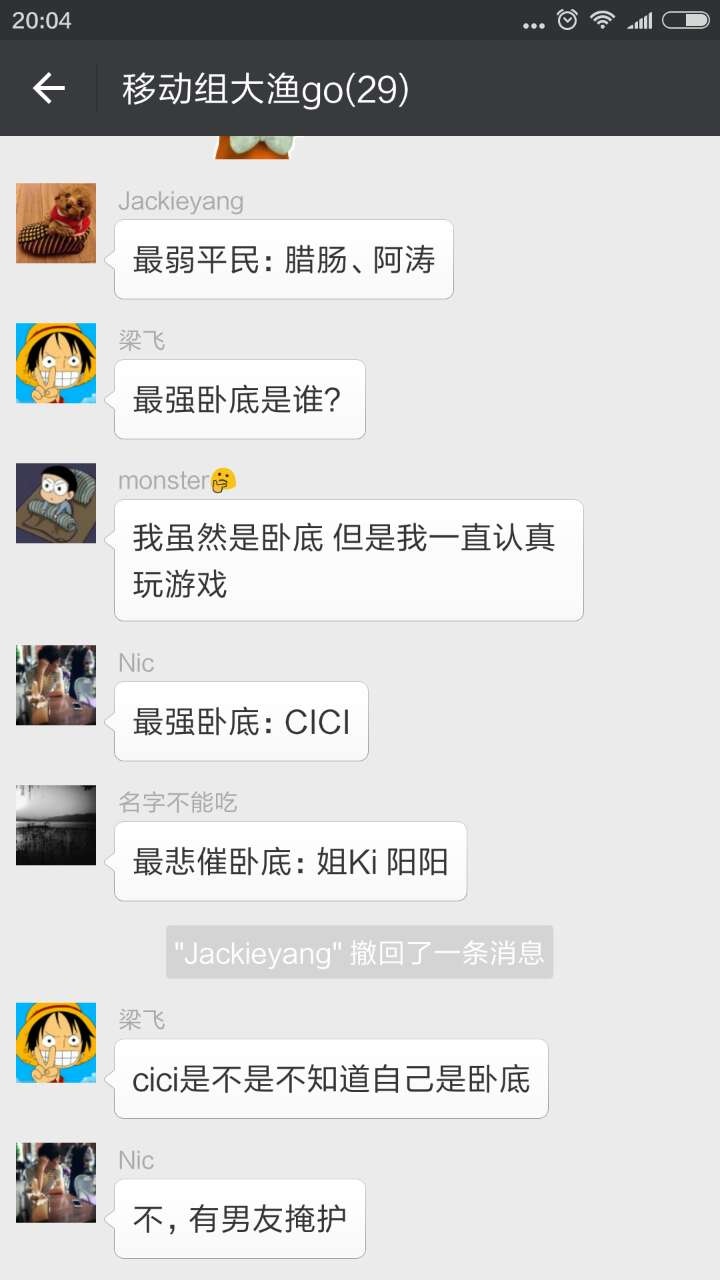 20:04
移动组大渔go(29)
Jackieyang
最弱平民：腊肠、阿涛
梁飞
最强卧底是谁？
monster🤔
我虽然是卧底 但是我一直认真
玩游戏
Nic
最强卧底：CICI
名字不能吃
最悲催卧底：姐Ki 阳阳
"Jackieyang" 撤回了一条消息
梁飞
cici是不是不知道自己是卧底
Nic
不，有男友掩护